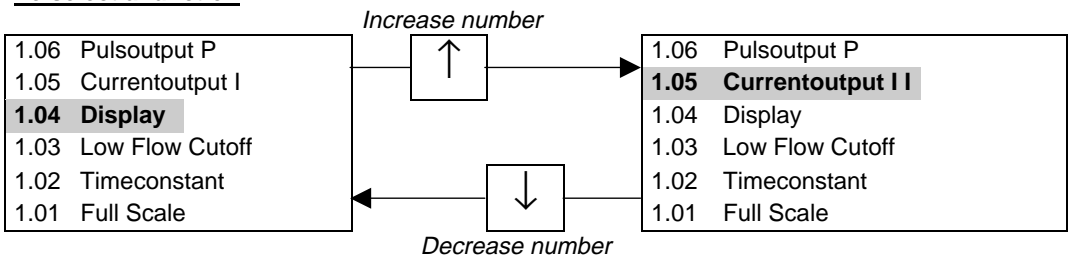 Increase number
1.06 Pulsoutput P
1.05 Currentoutput I
1.04 Display
1.03 Low Flow Cutoff
1.02 Timeconstant
1.01 Full Scale
↑
1.06 Pulsoutput P
1.05 Currentoutput I I
1.04 Display
1.03 Low Flow Cutoff
1.02 Timeconstant
1.01 Full Scale
↓
Decrease number